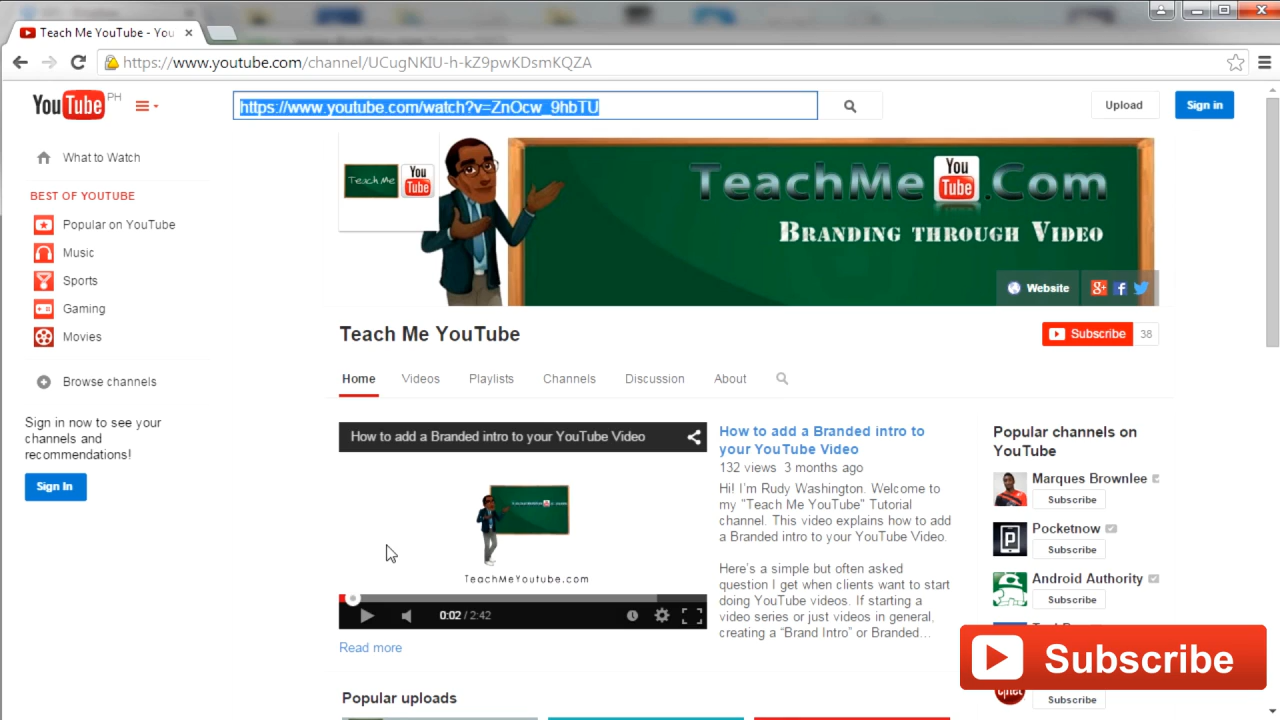 Teach Me YouTube - You
https://www.youtube.com/channel/UCugNKIU-h-kZ9pwKDsmKQZA
YouTube PH
https://www.youtube.com/watch?v=ZnOcw_9hbTU
Upload
Sign in
What to Watch
BEST OF YOUTUBE
Popular on YouTube
Music
Sports
Gaming
Movies
Browse channels
Sign in now to see your
channels and
recommendations!
Sign In
Teach Me YouTube
TeachMe YouTube.Com
Branding through Video
Website
Teach Me YouTube
Subscribe 38
Home Videos Playlists Channels Discussion About
How to add a Branded intro to your YouTube Video
TeachMeYoutube.com
0:02 / 2:42
Read more
How to add a Branded intro to
your YouTube Video
132 views 3 months ago
Hi! I'm Rudy Washington. Welcome to
my "Teach Me YouTube" Tutorial
channel. This video explains how to add
a Branded intro to your YouTube Video.
Here's a simple but often asked
question I get when clients want to start
doing YouTube videos. If starting a
video series or just videos in general,
creating a “Brand Intro” or Branded...
Popular channels on
YouTube
Marques Brownlee
Subscribe
Pocketnow
Subscribe
Android Authority
Subscribe
Subscribe
cnet
Subscribe
Popular uploads